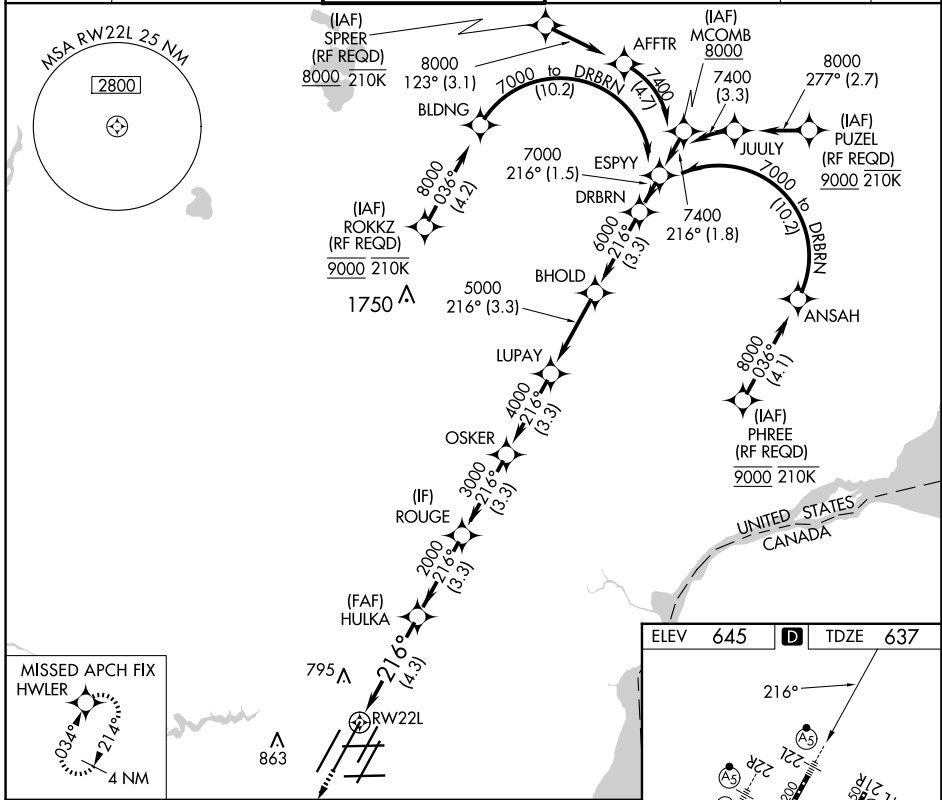 MSA RW22L 25 NM
2800
(IAF)
SPRER
(RF REQD)
8000 210K
8000
123° (3.1)
AFFTR
7400
(4.7)
(IAF)
MCOMB
8000
7400
(3.3)
8000
277° (2.7)
JUULY
(IAF)
PUZEL
(RF REQD)
9000 210K
BLDNG
7000 to DRBRN
(10.2)
8000
036°
(4.2)
(IAF)
ROKKZ
(RF REQD)
9000 210K
1750
7000
216° (1.5)
ESPYY
DRBRN
7400
216° (1.8)
7000 to DRBRN
(10.2)
ANSAH
8000
036°
(4.1)
(IAF)
PHREE
(RF REQD)
9000 210K
6000
216°
(3.3)
BHOLD
5000
216° (3.3)
LUPAY
4000
216°
(3.3)
OSKER
3000
216°
(3.3)
(IF)
ROUGE
2000
216°
(3.3)
(FAF)
HULKA
216°
(4.3)
795
RW22L
863
UNITED STATES
CANADA
MISSED APCH FIX
HWLER
034°
214°
4 NM
ELEV 645 D TDZE 637
216°
A5
22L
A5
22R